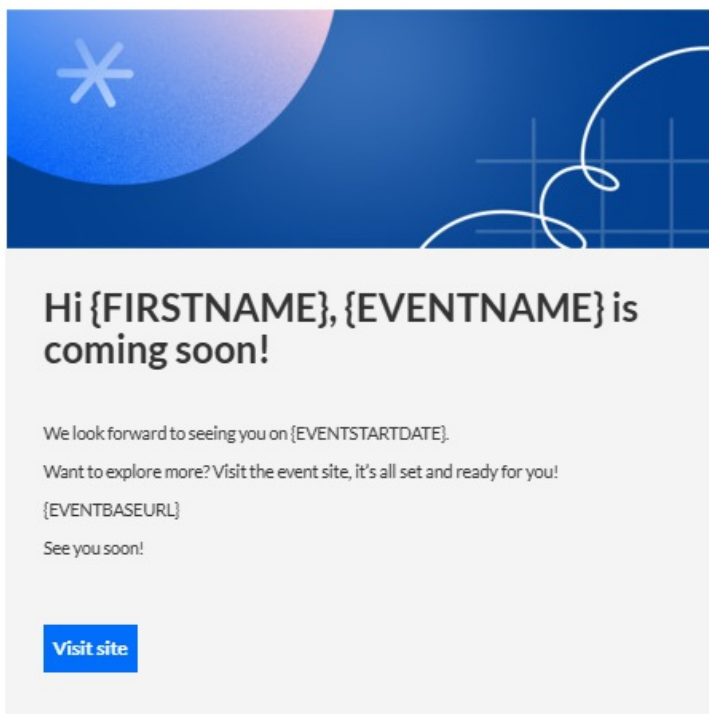 Hi {FIRSTNAME}, {EVENTNAME} is
coming soon!
We look forward to seeing you on {EVENTSTARTDATE}.
Want to explore more? Visit the event site, it's all set and ready for you!
{EVENTBASEURL}
See you soon!
Visit site